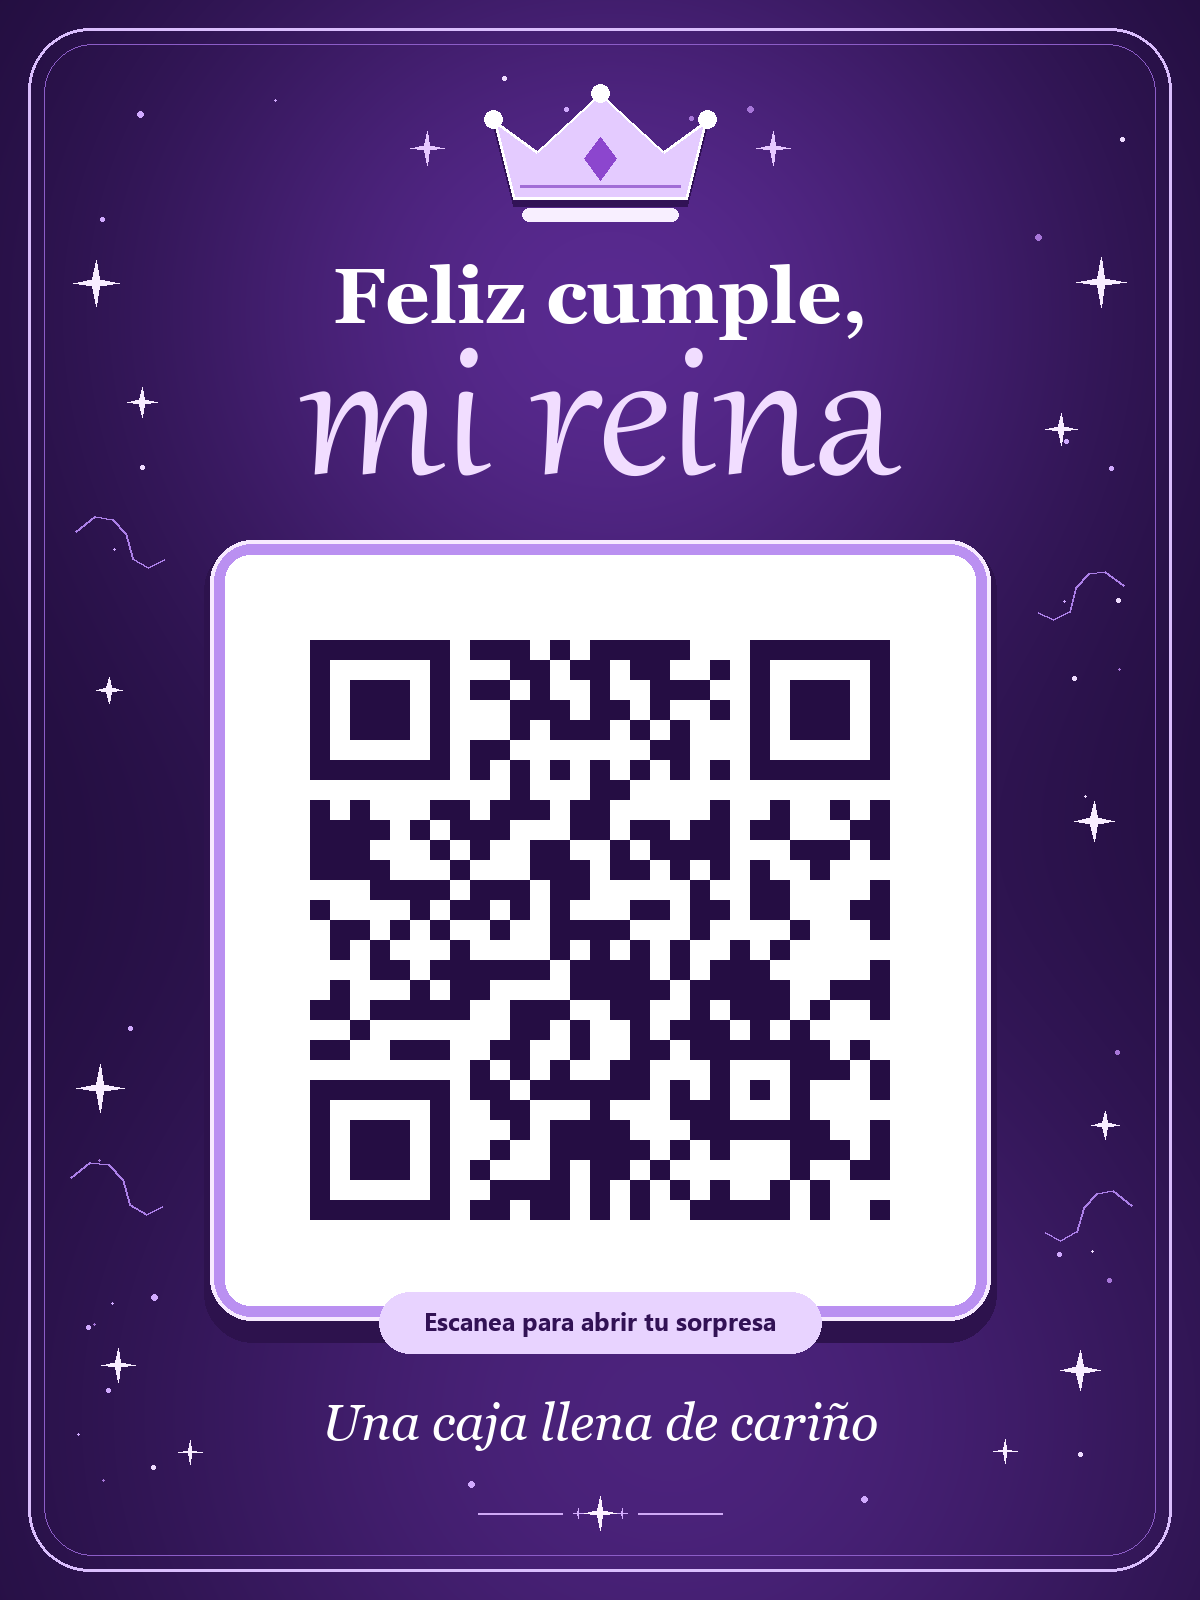 Feliz cumple,
mi reina
Escanea para abrir tu sorpresa
Una caja llena de cariño